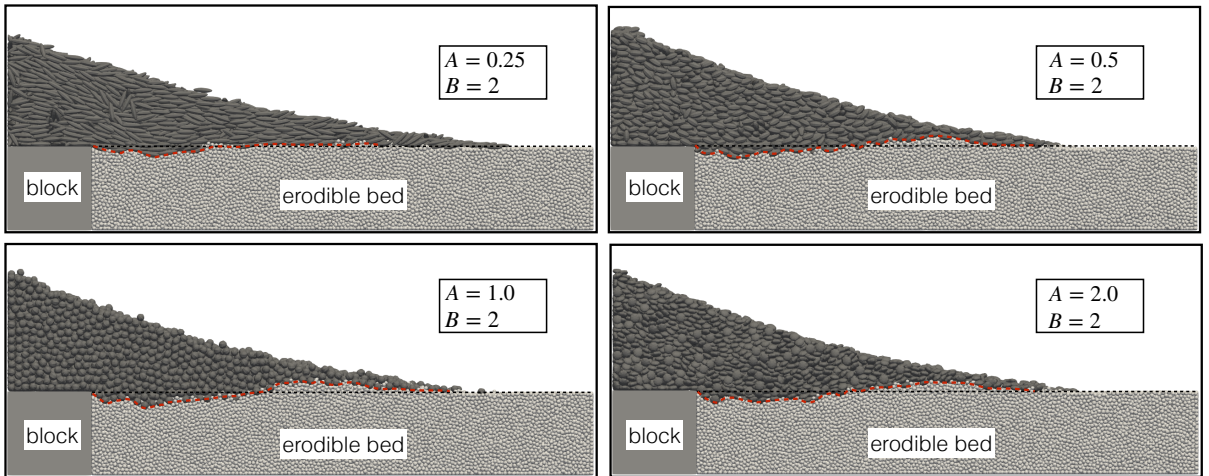 A = 0.25
B = 2
block
erodible bed
A = 0.5
B = 2
block
erodible bed
A = 1.0
B = 2
block
erodible bed
A = 2.0
B = 2
block
erodible bed